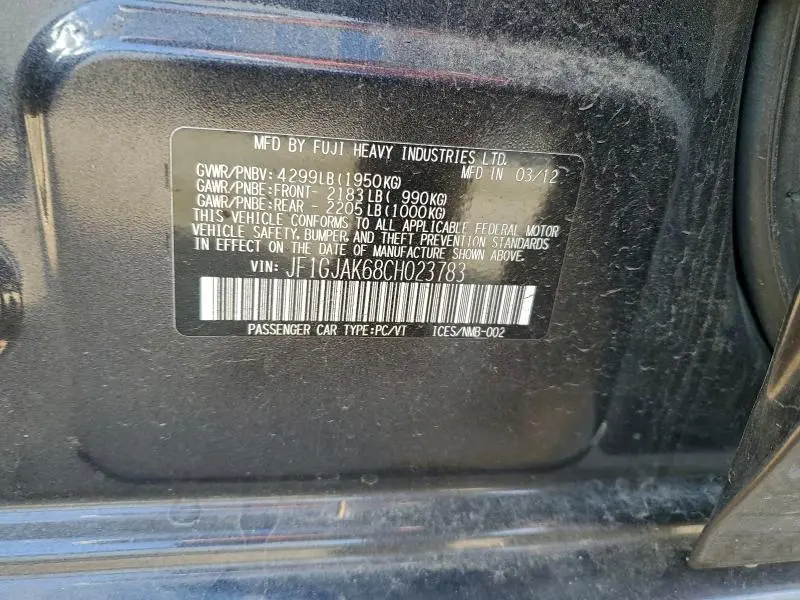 MFD BY FUJI HEAVY INDUSTRIES LTD.
GVWR/PNBV: 4299LB(1950KG) MFD IN 03/12
GAWR/PNBE:FRONT- 2183LB( 990KG)
GAWR/PNBE:REAR - 2205LB(1000KG)
THIS VEHICLE CONFORMS TO ALL APPLICABLE FEDERAL MOTOR
VEHICLE SAFETY, BUMPER, AND THEFT PREVENTION STANDARDS
IN EFFECT ON THE DATE OF MANUFACTURE SHOWN ABOVE.
VIN: JF1GJAK68CH023783
PASSENGER CAR TYPE:PC/VT ICES/NMB-002